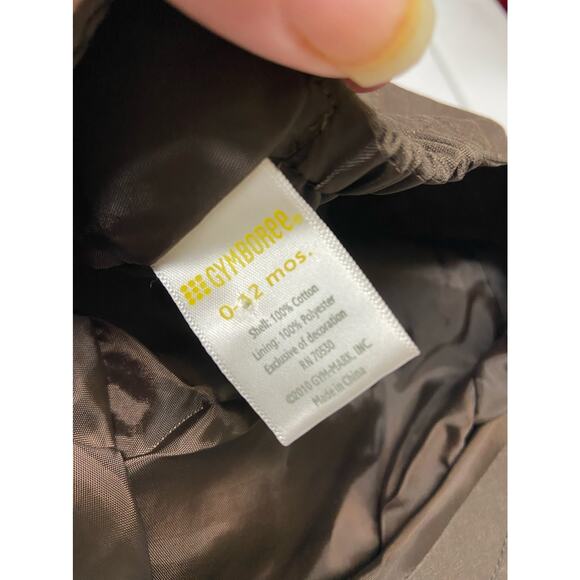 GYMBOREE®
0-12 mos.
Shell: 100% Cotton
Lining: 100% Polyester
Exclusive of decoration
RN 70530
©2010 GYM-MARK, INC.
Made in China